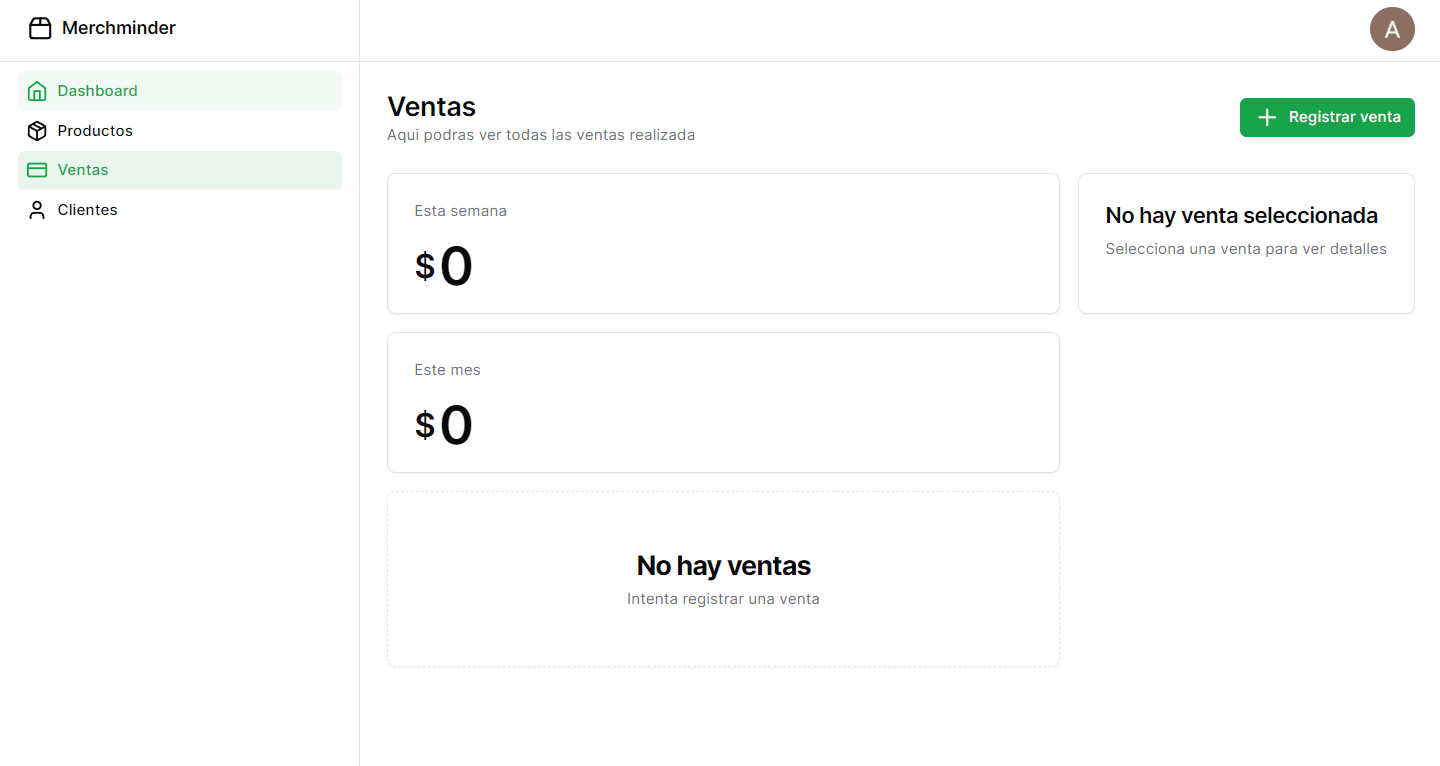 Merchminder
A
Dashboard
Productos
Ventas
Clientes
Ventas
Aqui podras ver todas las ventas realizada
Registrar venta
Esta semana
$0
No hay venta seleccionada
Selecciona una venta para ver detalles
Este mes
$0
No hay ventas
Intenta registrar una venta